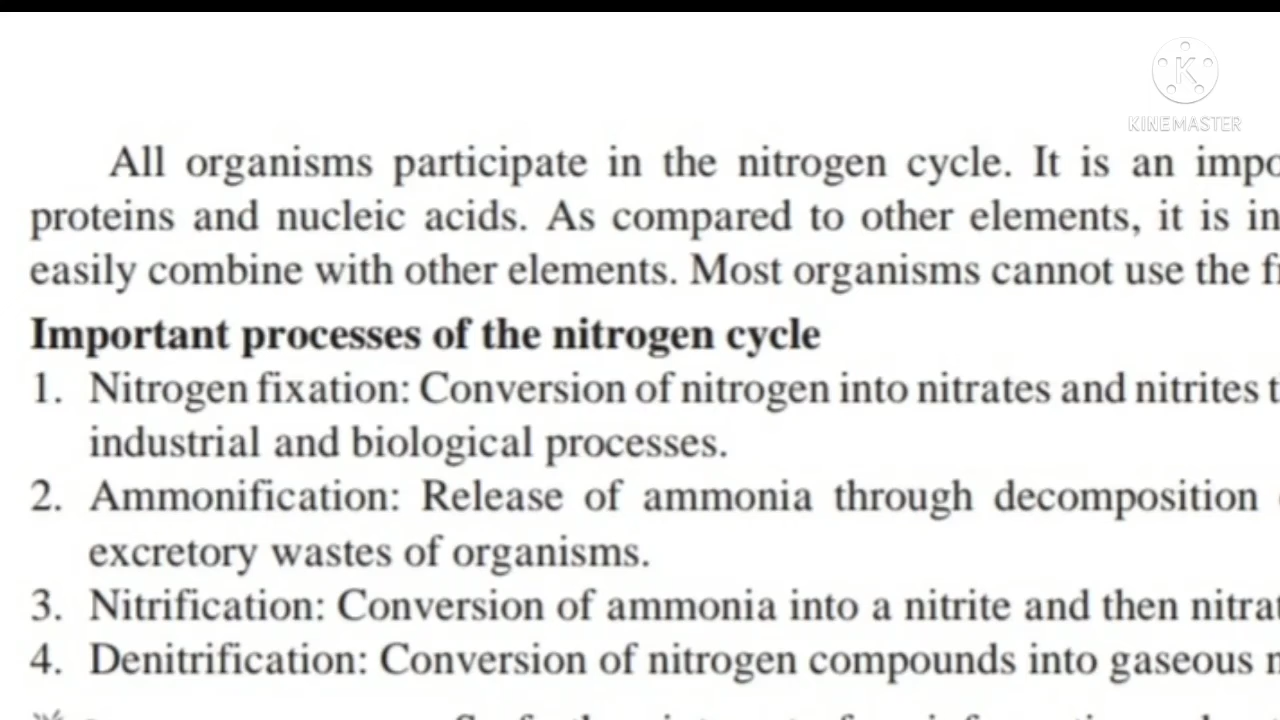 KINEMASTER
All organisms participate in the nitrogen cycle. It is an impo
proteins and nucleic acids. As compared to other elements, it is in
easily combine with other elements. Most organisms cannot use the fr
Important processes of the nitrogen cycle
1. Nitrogen fixation: Conversion of nitrogen into nitrates and nitrites t
industrial and biological processes.
2. Ammonification: Release of ammonia through decomposition
excretory wastes of organisms.
3. Nitrification: Conversion of ammonia into a nitrite and then nitrat
4. Denitrification: Conversion of nitrogen compounds into gaseous n